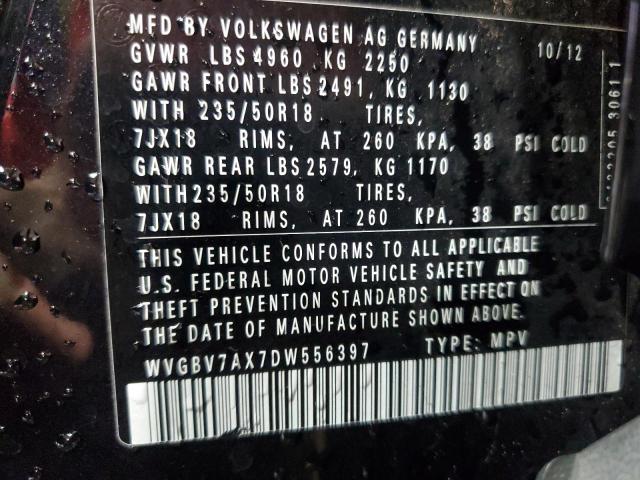 MFD BY VOLKSWAGEN AG GERMANY
10/12
GVWR LBS 4960 KG 2250
GAWR FRONT LBS 2491, KG 1130
WITH 235/50R18 TIRES,
7JX18 RIMS, AT 260 KPA, 38 PSI COLD
GAWR REAR LBS 2579, KG 1170
WITH 235/50R18 TIRES,
7JX18 RIMS, AT 260 KPA, 38 PSI COLD
THIS VEHICLE CONFORMS TO ALL APPLICABLE
U.S. FEDERAL MOTOR VEHICLE SAFETY AND
THEFT PREVENTION STANDARDS IN EFFECT ON
THE DATE OF MANUFACTURE SHOWN ABOVE.
WVGBV7AX7DW556397 TYPE: MPV